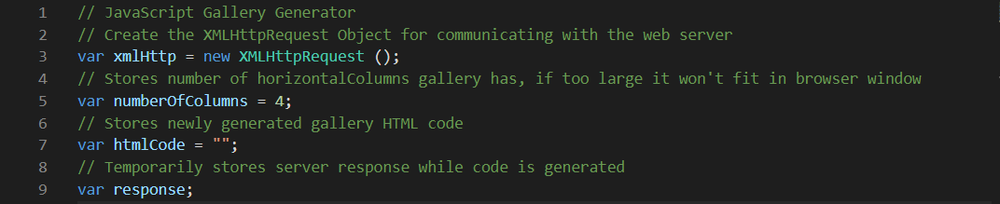 1 // JavaScript Gallery Generator
2 // Create the XMLHttpRequest Object for communicating with the web server
3 var xmlHttp = new XMLHttpRequest ();
4 // Stores number of horizontalColumns gallery has, if too large it won't fit in browser window
5 var numberOfColumns = 4;
6 // Stores newly generated gallery HTML code
7 var htmlCode = "";
8 // Temporarily stores server response while code is generated
9 var response;